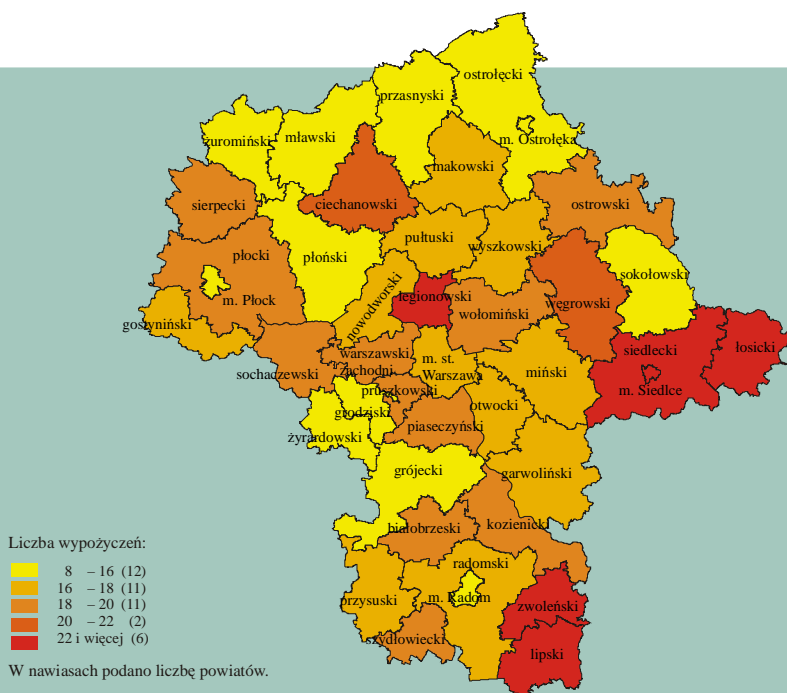 ostrołęcki
przasnyski
żuromiński
mławski
m. Ostrołęka
makowski
sierpecki
ciechanowski
ostrowski
pułtuski
wyszkowski
płocki
płoński
sokołowski
m. Płock
nowodworski
legionowski
węgrowski
wołomiński
gostyniński
siedlecki
łosicki
warszawski
zachodni
m. st.
Warszawa
miński
sochaczewski
pruszkowski
m. Siedlce
grodziski
otwocki
żyrardowski
piaseczyński
grójecki
garwoliński
białobrzeski
kozienicki
radomski
m. Radom
przysuski
zwoleński
szydłowiecki
lipski
Liczba wypożyczeń:
8 – 16 (12)
16 – 18 (11)
18 – 20 (11)
20 – 22 (2)
22 i więcej (6)
W nawiasach podano liczbę powiatów.